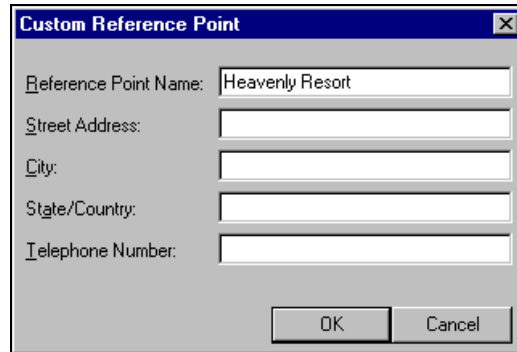 Custom Reference Point
Reference Point Name: Heavenly Resort
Street Address:
City:
State/Country:
Telephone Number:
OK Cancel